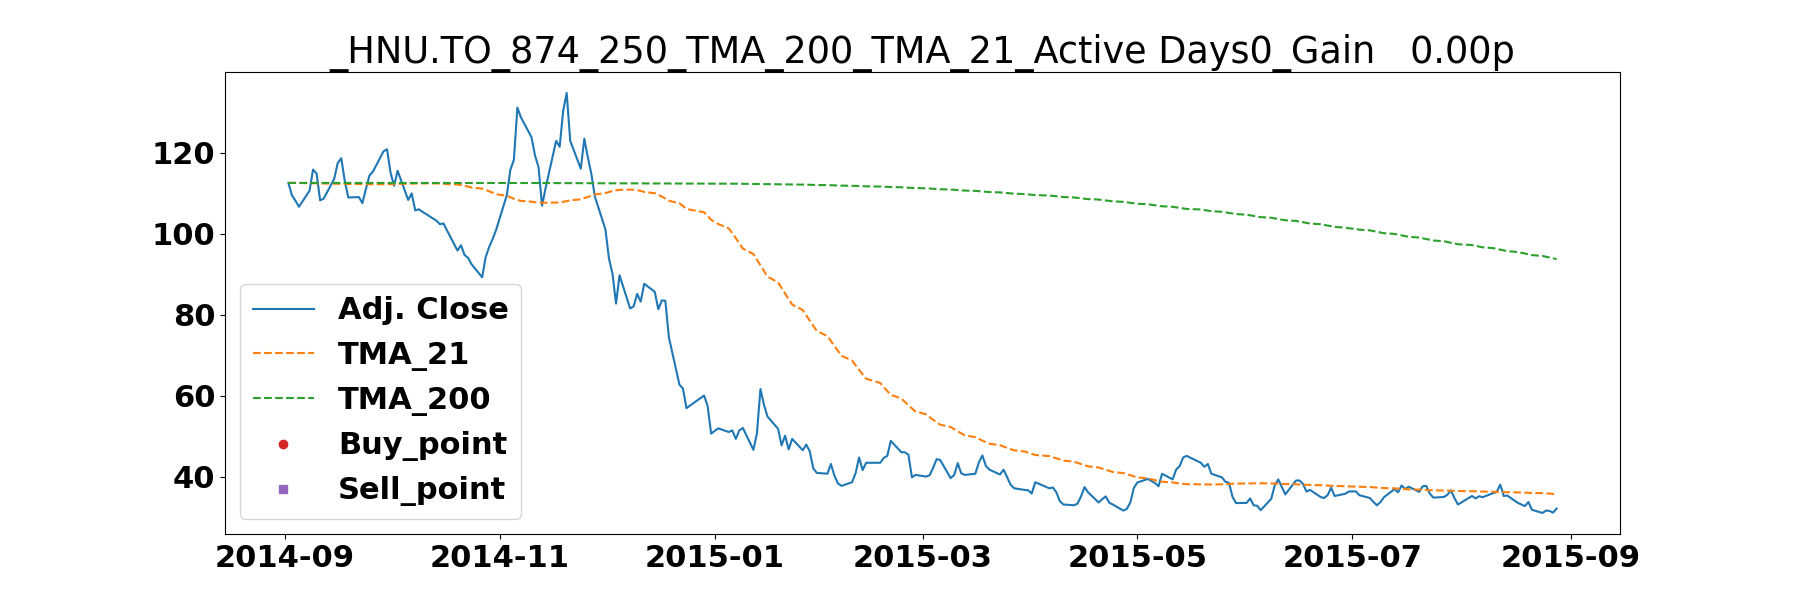 _HNU.TO_874_250_TMA_200_TMA_21_Active Days0_Gain   0.00p
120
100
80
60
40
Adj. Close
TMA_21
TMA_200
Buy_point
Sell_point
2014-09 2014-11 2015-01 2015-03 2015-05 2015-07 2015-09